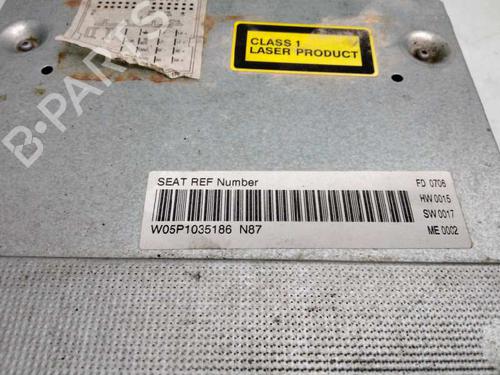 CLASS 1
LASER PRODUCT
B-PARTS
SEAT REF Number
FD 0706
HW 0015
SW 0017
W05P1035186 N87
ME 0002